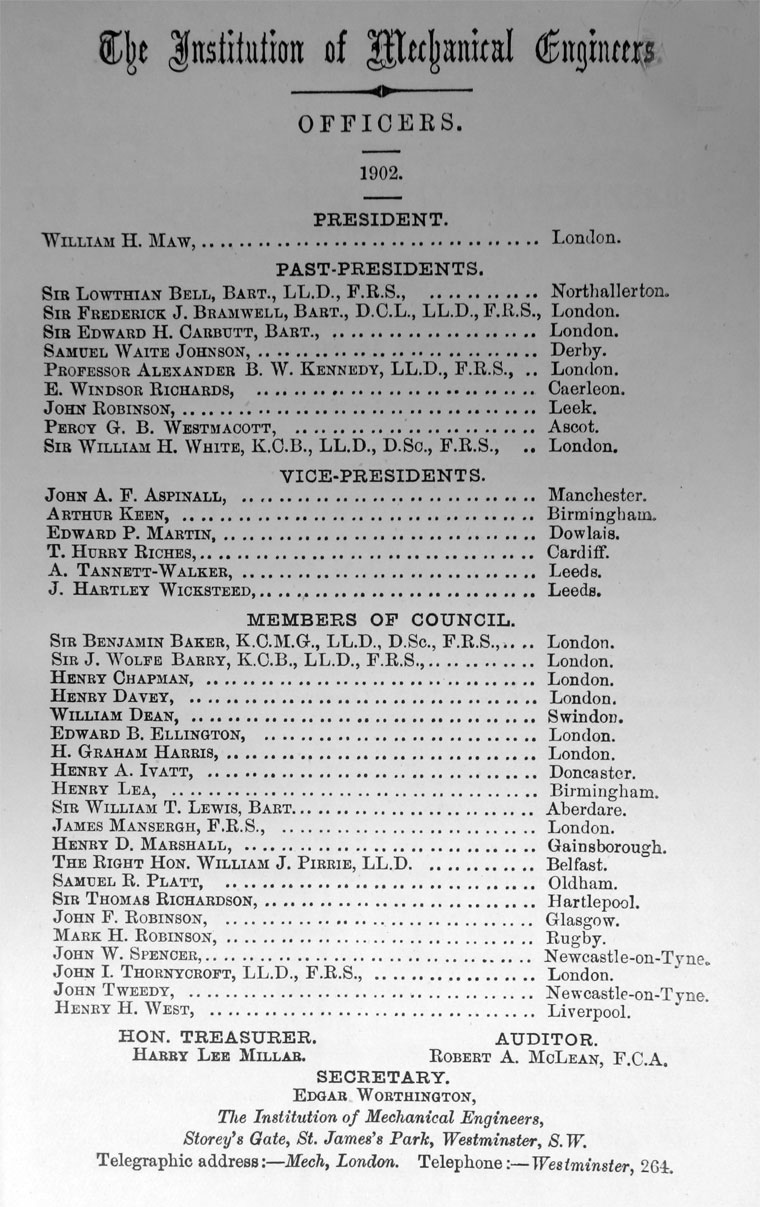 The Institution of Mechanical Engineers.
OFFICERS.
1902.
PRESIDENT.
WILLIAM H. MAW, .................................... London.
PAST-PRESIDENTS.
SIR LOWTHIAN BELL, BART., LL.D., F.R.S., ............ Northallerton.
SIR FREDERICK J. BRAMWELL, BART., D.C.L., LL.D., F.R.S., London.
SIR EDWARD H. CARBUTT, BART., ...................... London.
SAMUEL WAITE JOHNSON, .............................. Derby.
PROFESSOR ALEXANDER B. W. KENNEDY, LL.D., F.R.S., .. London.
E. WINDSOR RICHARDS, .............................. Caerleon.
JOHN ROBINSON, ...................................... Leek.
PERCY G. B. WESTMACOTT, .......................... Ascot.
SIR WILLIAM H. WHITE, K.C.B., LL.D., D.SC., F.R.S., .. London.
VICE-PRESIDENTS.
JOHN A. F. ASPINALL, .............................. Manchester.
ARTHUR KEEN, ...................................... Birmingham.
EDWARD P. MARTIN, .................................. Dowlais.
T. HURRY RICHES, .................................... Cardiff.
A. TANNETT-WALKER, ................................ Leeds.
J. HARTLEY WICKSTEED, .............................. Leeds.
MEMBERS OF COUNCIL.
SIR BENJAMIN BAKER, K.C.M.G., LL.D., D.SC., F.R.S., .... London.
SIR J. WOLFE BARRY, K.C.B., LL.D., F.R.S., ............ London.
HENRY CHAPMAN, .................................... London.
HENRY DAVEY, ...................................... London.
WILLIAM DEAN, ...................................... Swindon.
EDWARD B. ELLINGTON, .............................. London.
H. GRAHAM HARRIS, .................................. London.
HENRY A. IVATT, .................................... Doncaster.
HENRY LEA, ........................................ Birmingham.
SIR WILLIAM T. LEWIS, BART. .......................... Aberdare.
JAMES MANSERGH, F.R.S., ............................ London.
HENRY D. MARSHALL, ................................ Gainsborough.
THE RIGHT HON. WILLIAM J. PIRRIE, LL.D. ............ Belfast.
SAMUEL R. PLATT, .................................. Oldham.
SIR THOMAS RICHARDSON, .............................. Hartlepool.
JOHN F. ROBINSON, .................................. Glasgow.
MARK H. ROBINSON, .................................. Rugby.
JOHN W. SPENCER, .................................... Newcastle-on-Tyne.
JOHN I. THORNYCROFT, LL.D., F.R.S., .................. London.
JOHN TWEEDY, ...................................... Newcastle-on-Tyne.
HENRY H. WEST, .................................... Liverpool.
HON. TREASURER. AUDITOR.
HARRY LEE MILLAR. ROBERT A. MCLEAN, F.C.A.
SECRETARY.
EDGAR WORTHINGTON,
The Institution of Mechanical Engineers,
Storey's Gate, St. James's Park, Westminster, S.W.
Telegraphic address:—Mech, London. Telephone:—Westminster, 264.